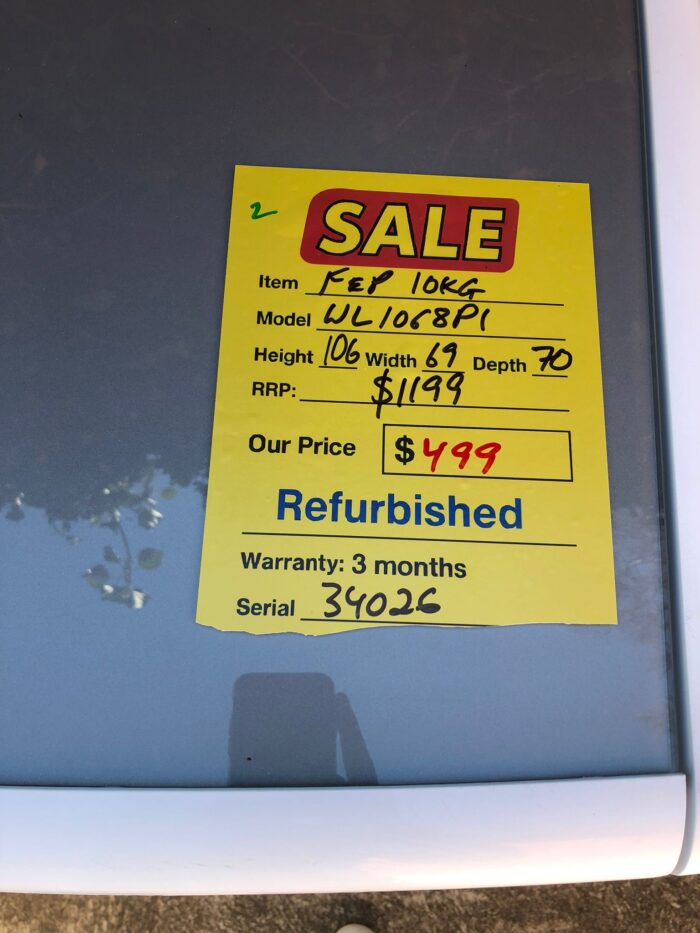 2
SALE
Item F&P 10KG
Model WL1068P1
Height 106 Width 69 Depth 70
RRP: $1199
Our Price $499
Refurbished
Warranty: 3 months
Serial 34026